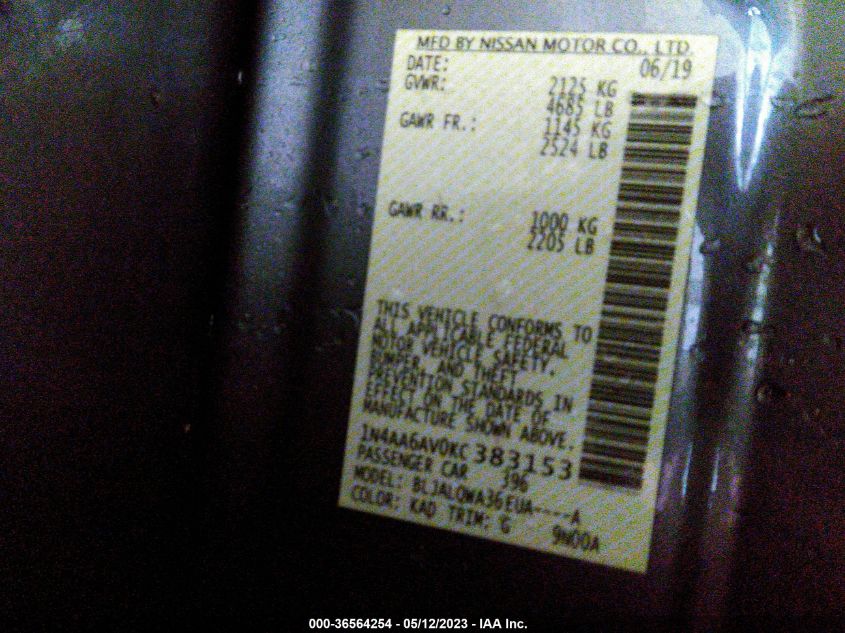 MFD BY NISSAN MOTOR CO., LTD.
DATE: 06/19
GVWR: 2125 KG
4685 LB
GAWR FR.: 1145 KG
2524 LB
GAWR RR.: 1000 KG
2205 LB
THIS VEHICLE CONFORMS TO
ALL APPLICABLE FEDERAL
MOTOR VEHICLE SAFETY,
BUMPER, AND THEFT
PREVENTION STANDARDS IN
EFFECT ON THE DATE OF
MANUFACTURE SHOWN ABOVE.
1N4AA6AV0KC383153
PASSENGER CAR 396
MODEL: BLJALQWA36EUA----A
COLOR: KAD TRIM: G 9N00A
000-36564254 - 05/12/2023 - IAA Inc.